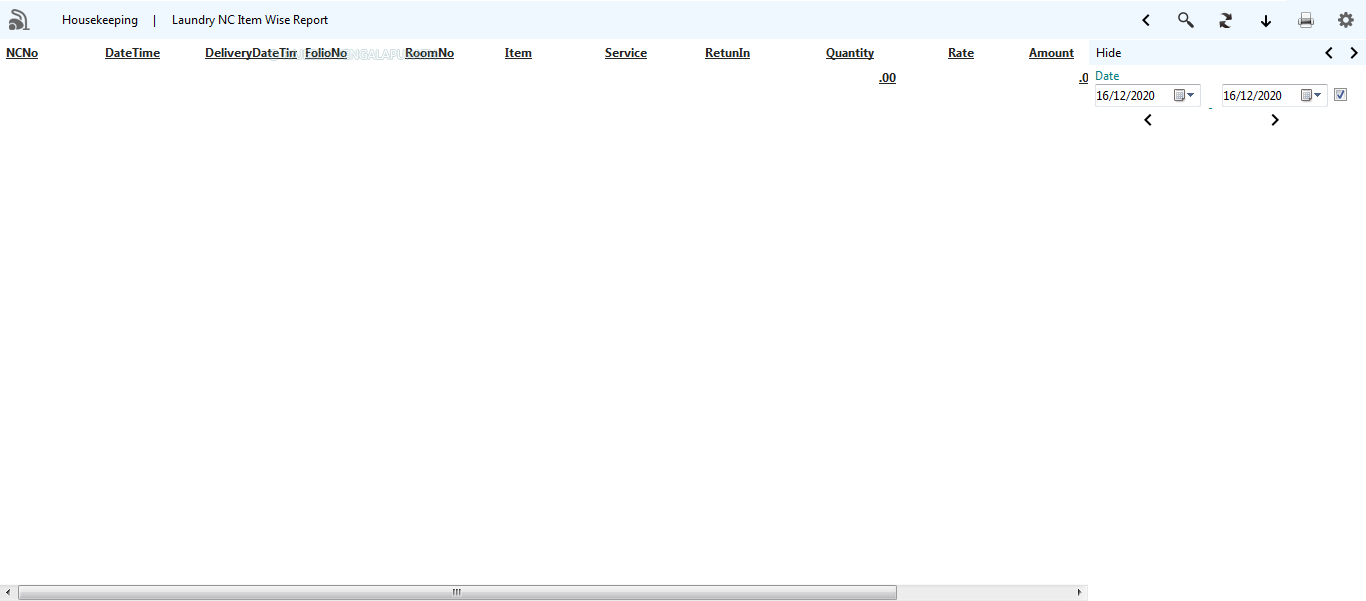 Housekeeping | Laundry NC Item Wise Report
NCNo DateTime DeliveryDateTim FolioNo RoomNo Item Service RetunIn Quantity Rate Amount
.00 .0
Hide
Date
16/12/2020 - 16/12/2020